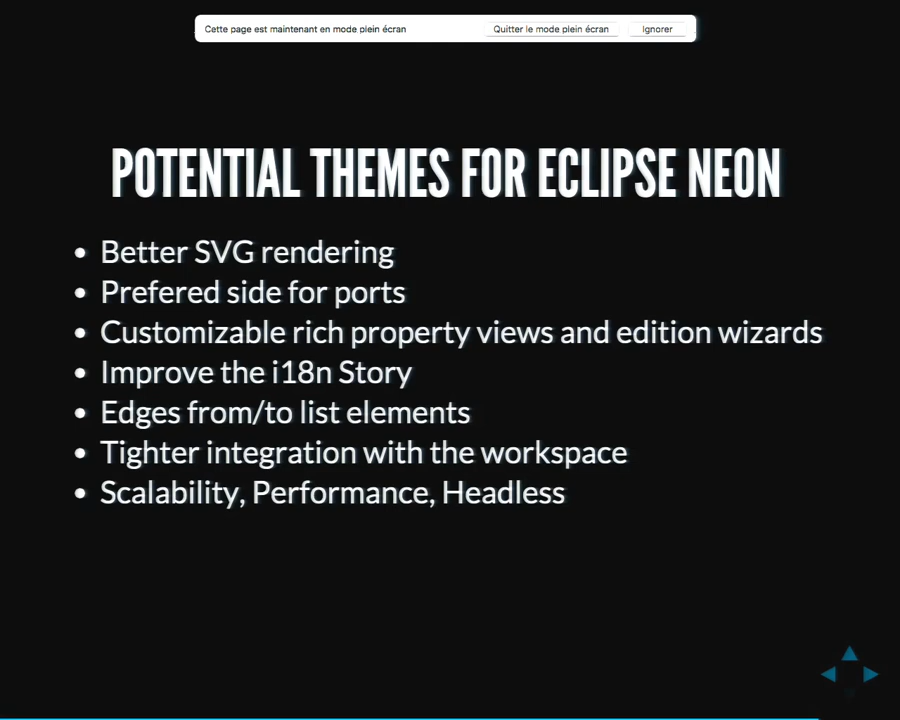 Cette page est maintenant en mode plein écran
Quitter le mode plein écran
Ignorer
POTENTIAL THEMES FOR ECLIPSE NEON
• Better SVG rendering
• Prefered side for ports
• Customizable rich property views and edition wizards
• Improve the i18n Story
• Edges from/to list elements
• Tighter integration with the workspace
• Scalability, Performance, Headless